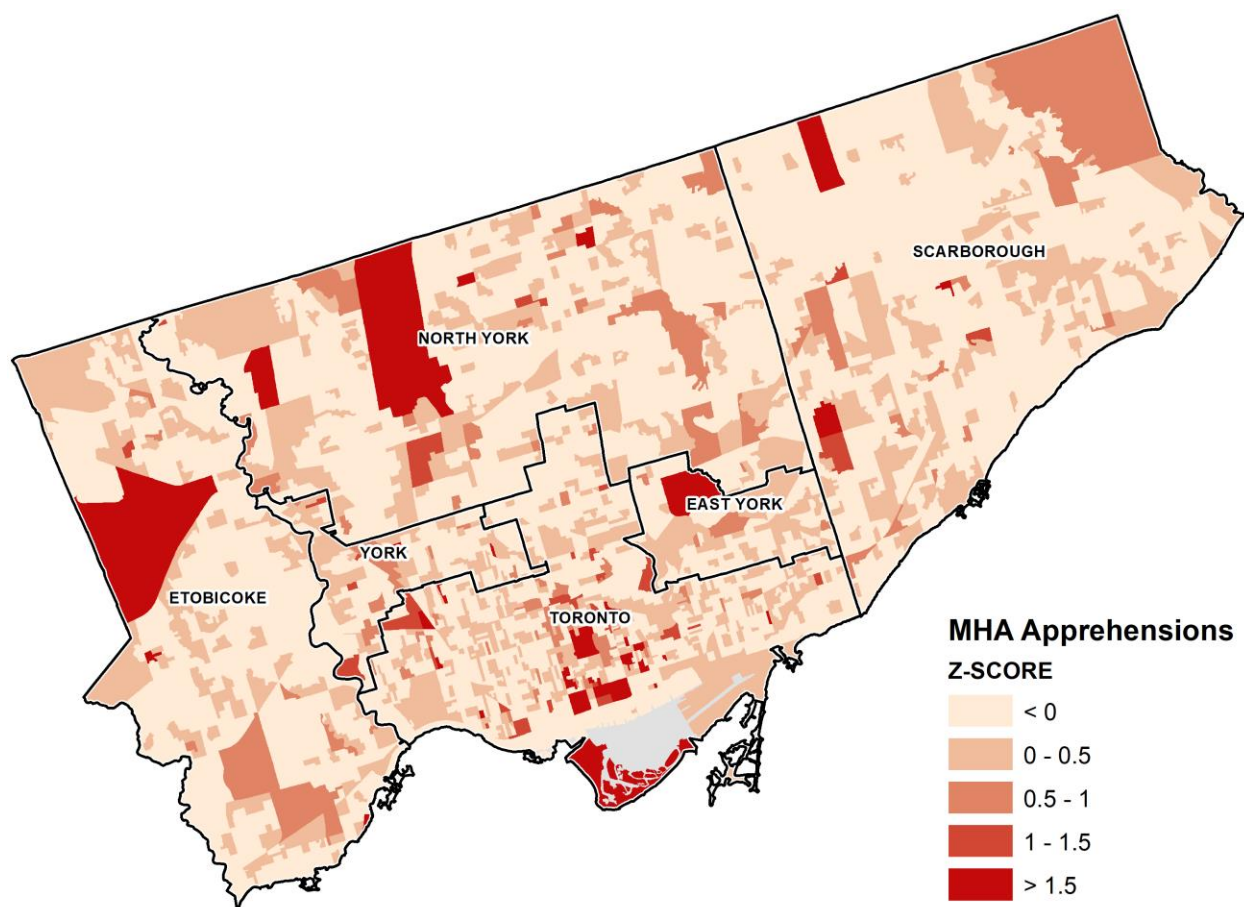 SCARBOROUGH
NORTH YORK
EAST YORK
YORK
ETOBICOKE
TORONTO
MHA Apprehensions
Z-SCORE
< 0
0 - 0.5
0.5 - 1
1 - 1.5
> 1.5